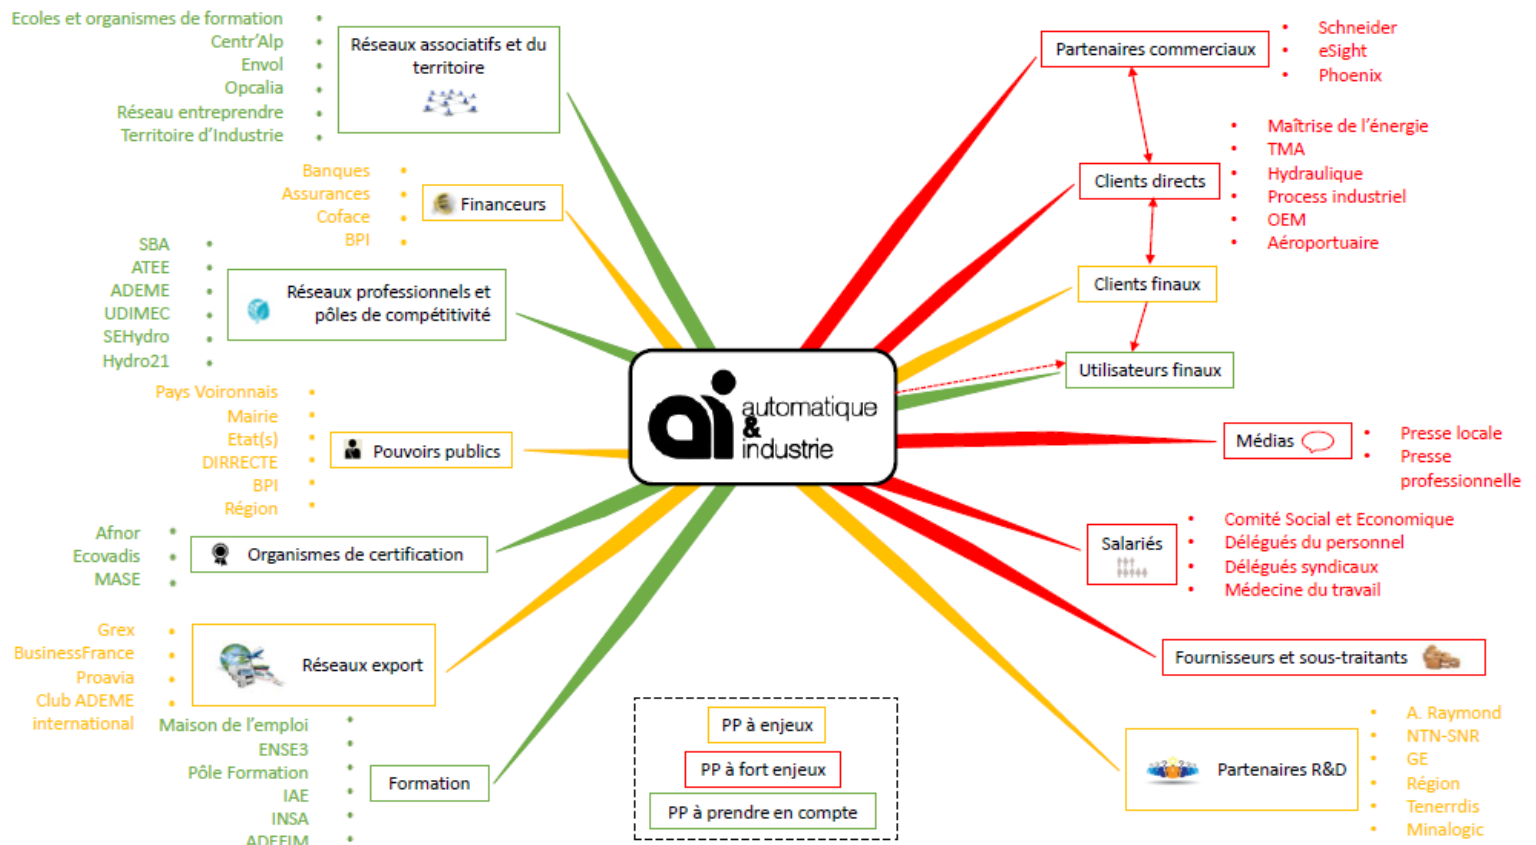 Ecoles et organismes de formation
Centr'Alp
Envol
Opcalia
Réseau entreprendre
Territoire d'Industrie
Réseaux associatifs et du
territoire
Banques
Assurances
Coface
BPI
Financeurs
SBA
ATEE
ADEME
UDIMEC
SEHydro
Hydro21
Réseaux professionnels et
pôles de compétitivité
Pays Voironnais
Mairie
Etat(s)
DIRRECTE
BPI
Région
Pouvoirs publics
Afnor
Ecovadis
MASE
Organismes de certification
Grex
BusinessFrance
Proavia
Club ADEME
international
Réseaux export
Maison de l'emploi
ENSE3
Pôle Formation
IAE
INSA
ADEFIM
Formation
ai
automatique
&
industrie
PP à enjeux
PP à fort enjeux
PP à prendre en compte
Partenaires commerciaux
Schneider
eSight
Phoenix
Clients directs
Maîtrise de l'énergie
TMA
Hydraulique
Process industriel
OEM
Aéroportuaire
Clients finaux
Utilisateurs finaux
Médias
Presse locale
Presse
professionnelle
Salariés
Comité Social et Economique
Délégués du personnel
Délégués syndicaux
Médecine du travail
Fournisseurs et sous-traitants
Partenaires R&D
A. Raymond
NTN-SNR
GE
Région
Tenerrdis
Minalogic